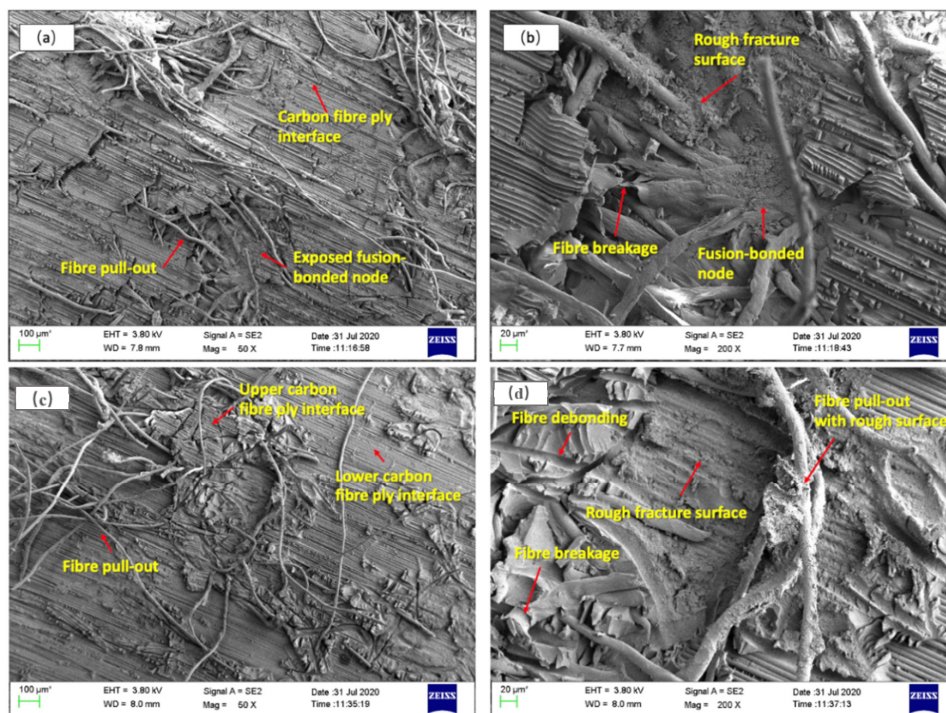 (a)
Carbon fibre ply
interface
Fibre pull-out
Exposed fusion-
bonded node
100 µm*
EHT = 3.80 kV
Signal A = SE2
Date :31 Jul 2020
WD = 7.8 mm
Mag = 50 X
Time :11:16:58
ZEISS
(b)
Rough fracture
surface
Fibre breakage
Fusion-bonded
node
20 µm*
EHT = 3.80 kV
Signal A = SE2
Date :31 Jul 2020
WD = 7.7 mm
Mag = 200 X
Time :11:18:43
ZEISS
(c)
Upper carbon
fibre ply interface
Lower carbon
fibre ply interface
Fibre pull-out
100 µm*
EHT = 3.80 kV
Signal A = SE2
Date :31 Jul 2020
WD = 8.0 mm
Mag = 50 X
Time :11:35:19
ZEISS
(d)
Fibre debonding
Fibre pull-out
with rough surface
Rough fracture surface
Fibre breakage
20 µm*
EHT = 3.80 kV
Signal A = SE2
Date :31 Jul 2020
WD = 8.0 mm
Mag = 200 X
Time :11:37:13
ZEISS